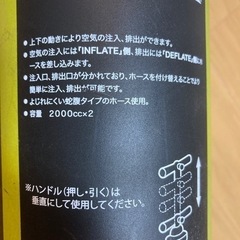 ●上下の動きにより空気の注入、排出ができます。
●空気の注入には「INFLATE」側、排出には「DEFLATE」側にホ
ースを差し込みます。
●注入口、排出口が分かれており、ホースを付け替えることでより
簡単に注入、排出が可能です。
●よじれにくい蛇腹タイプのホース使用。
●容量 2000cc×2
※ハンドル(押し・引く)は
垂直にして使用してください。